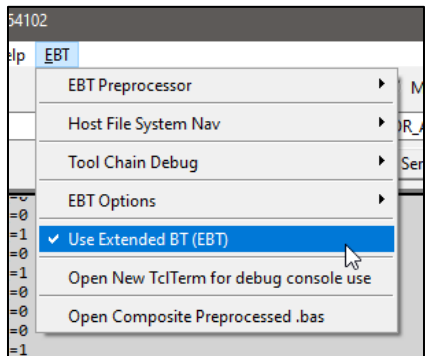 54102
elp EBT
EBT Preprocessor
Host File System Nav
Tool Chain Debug
EBT Options
Use Extended BT (EBT)
Open New TclTerm for debug console use
Open Composite Preprocessed .bas
M
OR_A
Ser
=0
=1
=0
=1
=0
=0
=0
=1